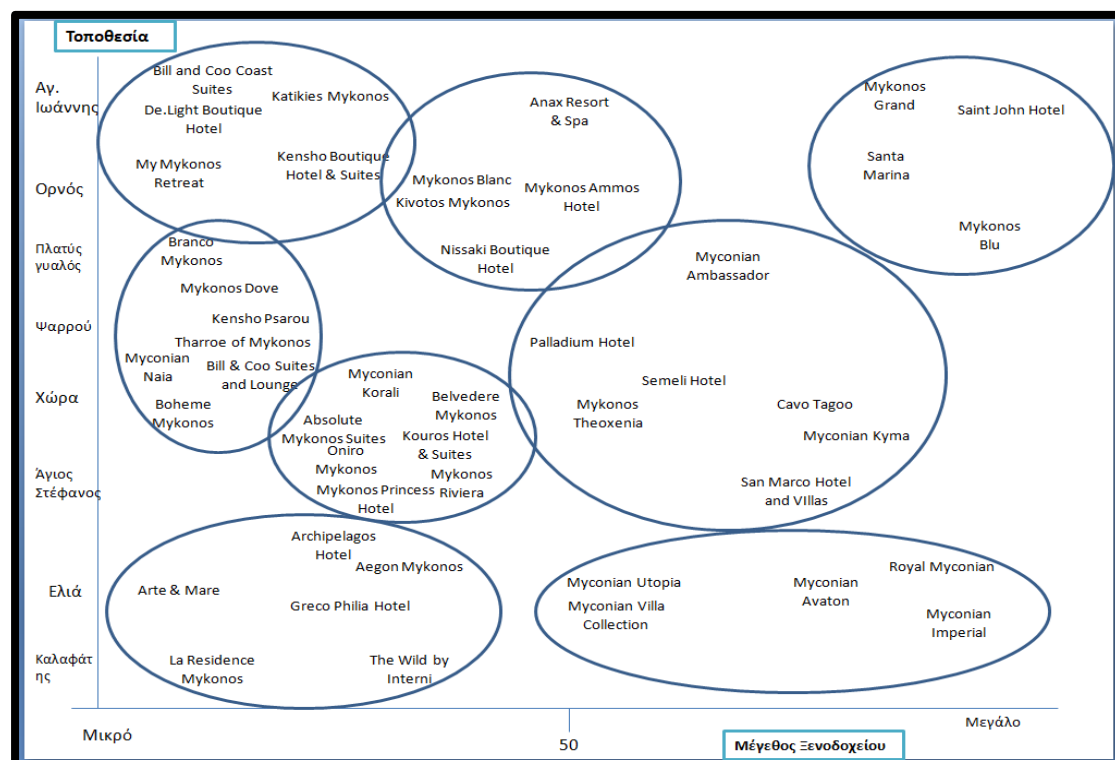 Τοποθεσία
Αγ.
Ιωάννης
Ορνός
Πλατύς
γυαλός
Ψαρρού
Χώρα
Άγιος
Στέφανος
Ελιά
Καλαφάτ
ης
Bill and Coo Coast
Suites
De.Light Boutique
Hotel
Katikies Mykonos
My Mykonos
Retreat
Kensho Boutique
Hotel & Suites
Anax Resort
& Spa
Mykonos Blanc
Kivotos Mykonos
Mykonos Ammos
Hotel
Nissaki Boutique
Hotel
Mykonos
Grand
Saint John Hotel
Santa
Marina
Mykonos
Blu
Branco
Mykonos
Mykonos Dove
Kensho Psarou
Tharroe of Mykonos
Myconian
Naia
Bill & Coo Suites
and Lounge
Boheme
Mykonos
Myconian
Korali
Belvedere
Mykonos
Absolute
Mykonos Suites
Kouros Hotel
& Suites
Oniro
Mykonos
Mykonos
Riviera
Mykonos Princess
Hotel
Myconian
Ambassador
Palladium Hotel
Semeli Hotel
Mykonos
Theoxenia
Cavo Tagoo
Myconian Kyma
San Marco Hotel
and VIllas
Archipelagos
Hotel
Aegon Mykonos
Arte & Mare
Greco Philia Hotel
La Residence
Mykonos
The Wild by
Interni
Myconian Utopia
Myconian Villa
Collection
Myconian
Avaton
Royal Myconian
Myconian
Imperial
Μικρό
50
Μεγάλο
Μέγεθος Ξενοδοχείου